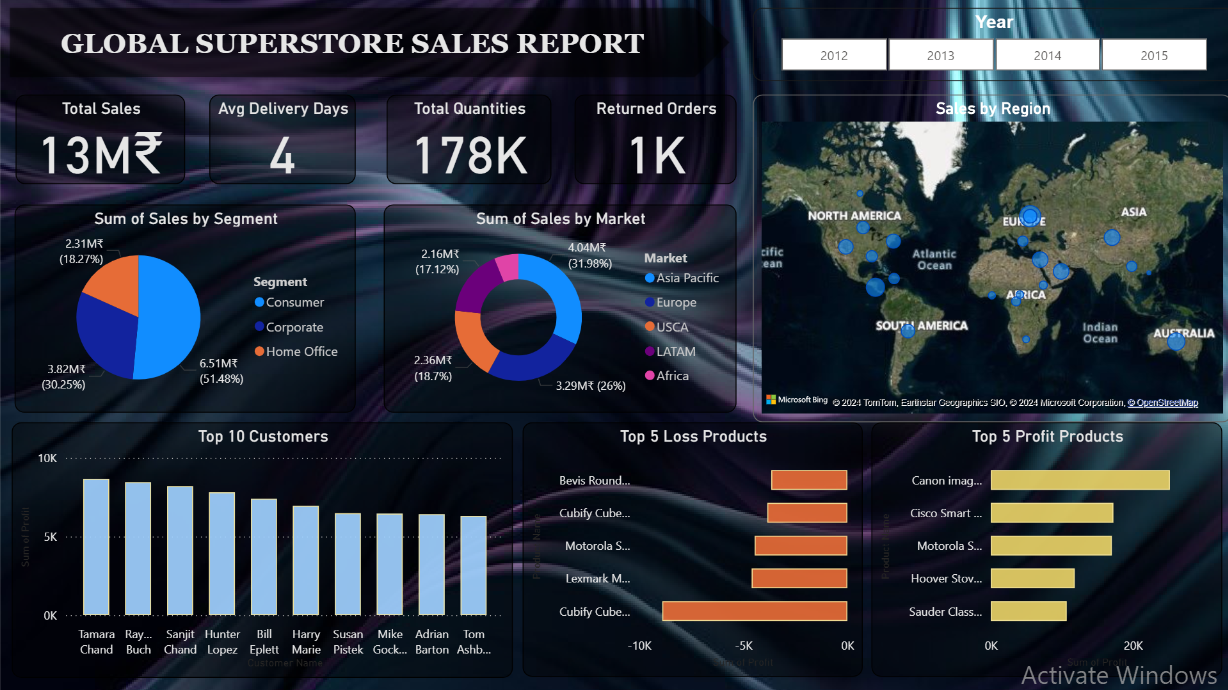 GLOBAL SUPERSTORE SALES REPORT
Year
2012
2013
2014
2015
Total Sales
13M₹
Avg Delivery Days
4
Total Quantities
178K
Returned Orders
1K
Sales by Region
NORTH AMERICA
EUROPE
ASIA
Atlantic
Ocean
cific
ean
AFRICA
SOUTH AMERICA
Indian
Ocean
AUSTRALIA
Microsoft Bing
© 2024 TomTom, Earthstar Geographics SIO, © 2024 Microsoft Corporation, © OpenStreetMap
Sum of Sales by Segment
2.31M₹
(18.27%)
3.82M₹
(30.25%)
6.51M₹
(51.48%)
Segment
Consumer
Corporate
Home Office
Sum of Sales by Market
2.16M₹
(17.12%)
4.04M₹
(31.98%)
2.36M₹
(18.7%)
3.29M₹ (26%)
Market
Asia Pacific
Europe
USCA
LATAM
Africa
Top 10 Customers
Sum of Profit
10K
5K
0K
Tamara
Chand
Ray...
Buch
Sanjit
Chand
Hunter
Lopez
Bill
Eplett
Harry
Marie
Susan
Pistek
Mike
Gock...
Adrian
Barton
Tom
Ashb...
Customer Name
Top 5 Loss Products
Product Name
Bevis Round...
Cubify Cube...
Motorola S...
Lexmark M...
Cubify Cube...
-10K
-5K
0K
Sum of Profit
Top 5 Profit Products
Product Name
Canon imag...
Cisco Smart ...
Motorola S...
Hoover Stov...
Sauder Class...
0K
20K
Sum of Profit
Activate Windows